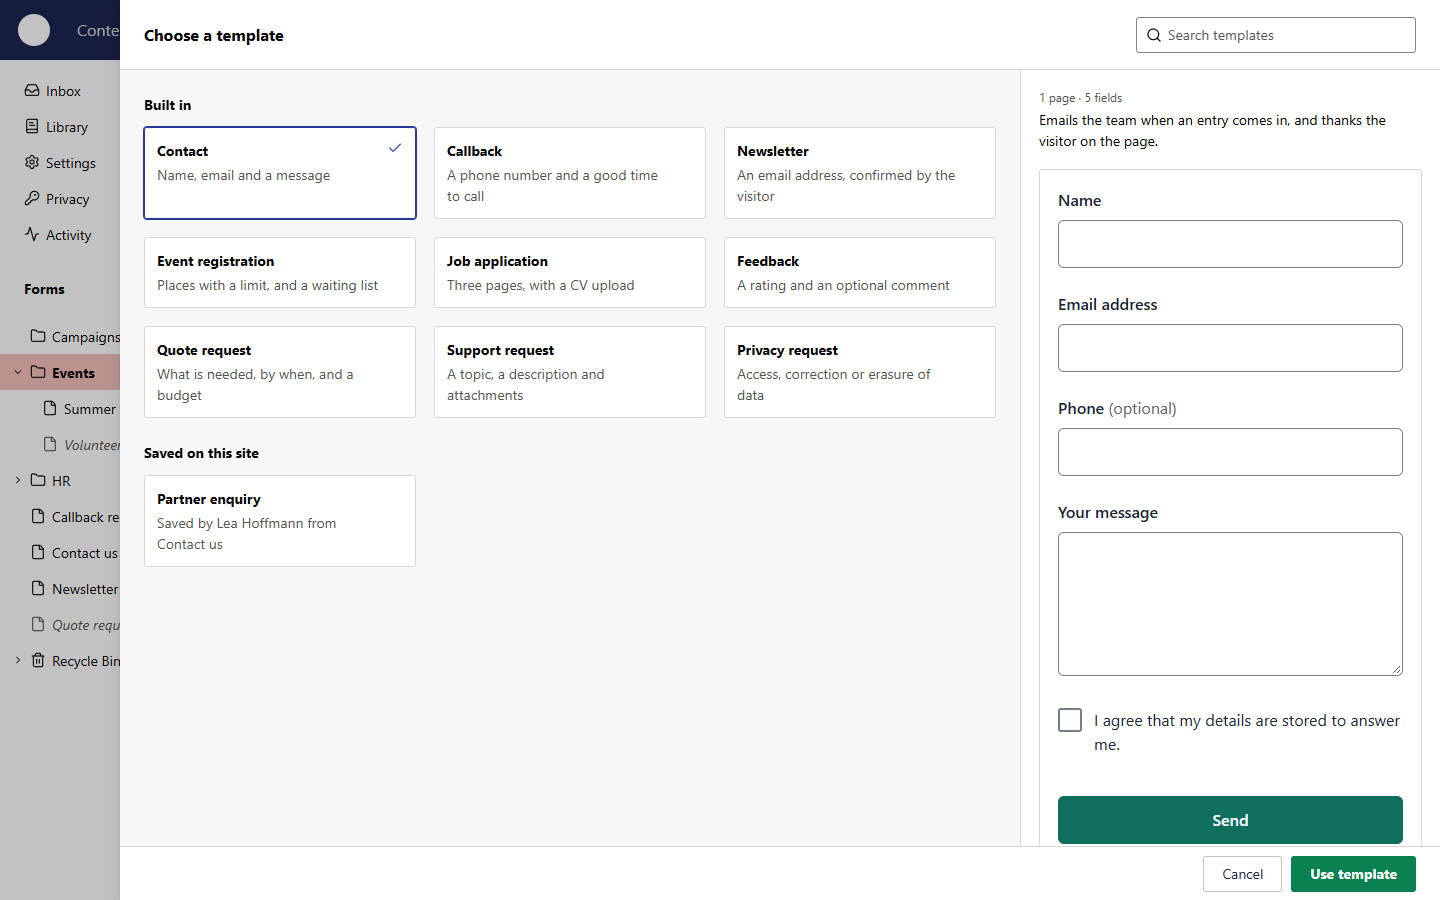 Conte
Inbox
Library
Settings
Privacy
Activity
Forms
Campaigns
Events
Summer
Volunteer
HR
Callback re
Contact us
Newsletter
Quote requ
Recycle Bin
Choose a template
Search templates
Built in
Contact
Name, email and a message
Callback
A phone number and a good time
to call
Newsletter
An email address, confirmed by the
visitor
Event registration
Places with a limit, and a waiting list
Job application
Three pages, with a CV upload
Feedback
A rating and an optional comment
Quote request
What is needed, by when, and a
budget
Support request
A topic, a description and
attachments
Privacy request
Access, correction or erasure of
data
Saved on this site
Partner enquiry
Saved by Lea Hoffmann from
Contact us
1 page · 5 fields
Emails the team when an entry comes in, and thanks the
visitor on the page.
Name
Email address
Phone (optional)
Your message
I agree that my details are stored to answer
me.
Send
Cancel
Use template